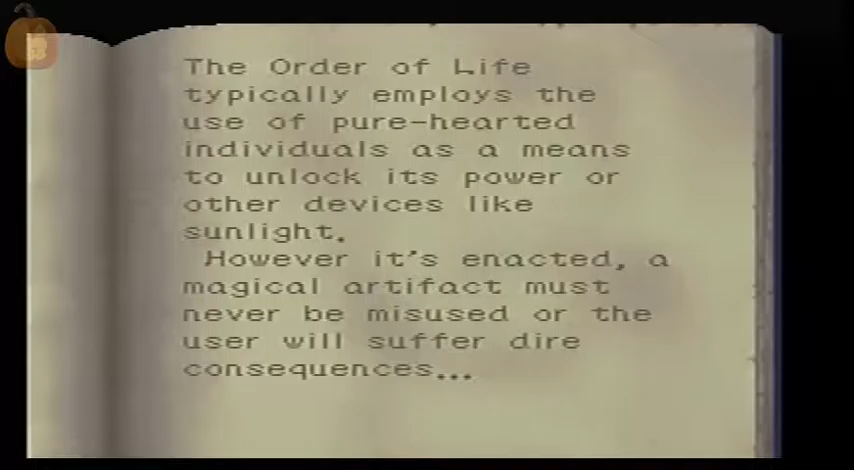 The Order of Life
typically employs the
use of pure-hearted
individuals as a means
to unlock its power or
other devices like
sunlight.
However it's enacted, a
magical artifact must
never be misused or the
user will suffer dire
consequences...